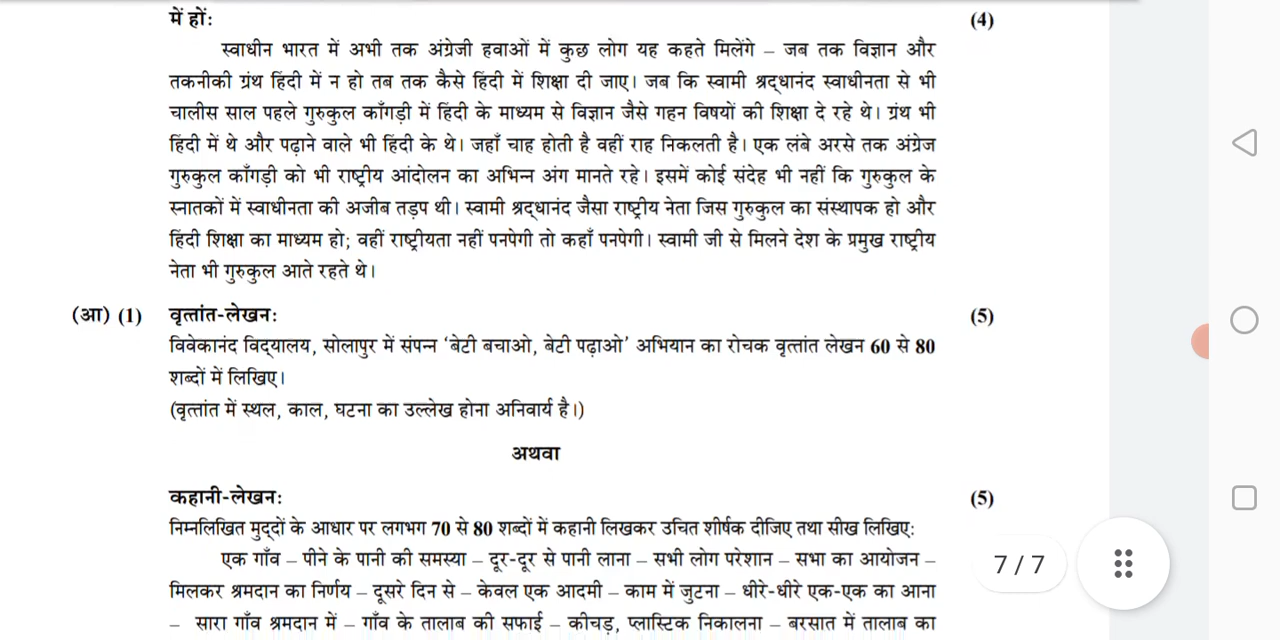 में हों: (4)
स्वाधीन भारत में अभी तक अंग्रेजी हवाओं में कुछ लोग यह कहते मिलेंगे – जब तक विज्ञान और
तकनीकी ग्रंथ हिंदी में न हो तब तक कैसे हिंदी में शिक्षा दी जाए। जब कि स्वामी श्रद्धानंद स्वाधीनता से भी
चालीस साल पहले गुरुकुल काँगड़ी में हिंदी के माध्यम से विज्ञान जैसे गहन विषयों की शिक्षा दे रहे थे। ग्रंथ भी
हिंदी में थे और पढ़ाने वाले भी हिंदी के थे। जहाँ चाह होती है वहीं राह निकलती है। एक लंबे अरसे तक अंग्रेज
गुरुकुल काँगड़ी को भी राष्ट्रीय आंदोलन का अभिन्न अंग मानते रहे। इसमें कोई संदेह भी नहीं कि गुरुकुल के
स्नातकों में स्वाधीनता की अजीब तड़प थी। स्वामी श्रद्धानंद जैसा राष्ट्रीय नेता जिस गुरुकुल का संस्थापक हो और
हिंदी शिक्षा का माध्यम हो; वहीं राष्ट्रीयता नहीं पनपेगी तो कहाँ पनपेगी। स्वामी जी से मिलने देश के प्रमुख राष्ट्रीय
नेता भी गुरुकुल आते रहते थे।
(आ) (1) वृत्तांत-लेखन: (5)
विवेकानंद विद्यालय, सोलापुर में संपन्न ‘बेटी बचाओ, बेटी पढ़ाओ’ अभियान का रोचक वृत्तांत लेखन 60 से 80
शब्दों में लिखिए।
(वृत्तांत में स्थल, काल, घटना का उल्लेख होना अनिवार्य है।)
अथवा
कहानी-लेखन: (5)
निम्नलिखित मुद्दों के आधार पर लगभग 70 से 80 शब्दों में कहानी लिखकर उचित शीर्षक दीजिए तथा सीख लिखिए:
एक गाँव – पीने के पानी की समस्या – दूर-दूर से पानी लाना – सभी लोग परेशान – सभा का आयोजन –
मिलकर श्रमदान का निर्णय – दूसरे दिन से – केवल एक आदमी – काम में जुटना – धीरे-धीरे एक-एक का आना
– सारा गाँव श्रमदान में – गाँव के तालाब की सफाई – कीचड़, प्लास्टिक निकालना – बरसात में तालाब का
7 / 7